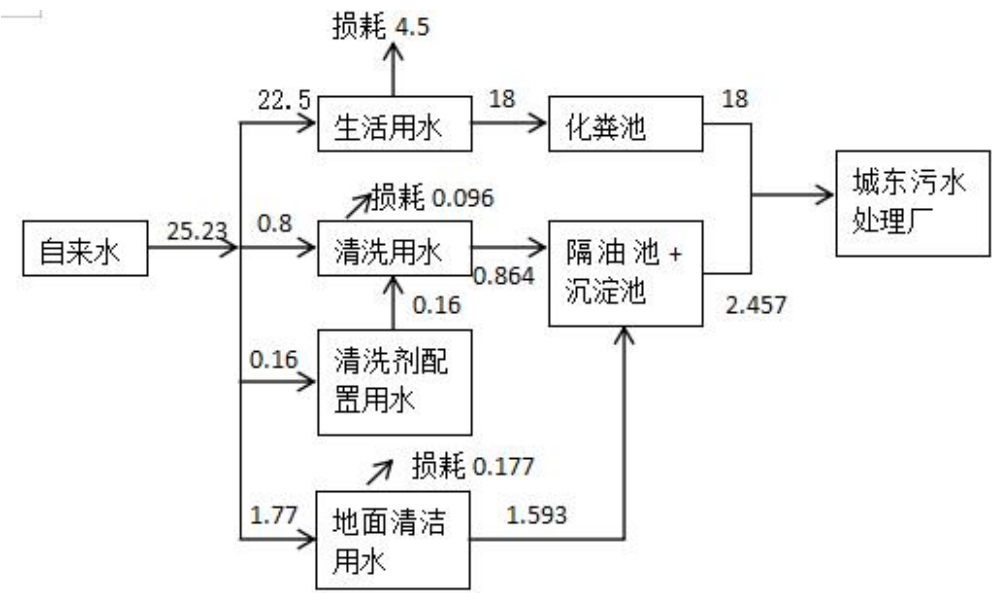 损耗 4.5
22.5
生活用水
18
化粪池
18
城东污水
处理厂
损耗 0.096
自来水
25.23
0.8
清洗用水
0.864
隔油池+
沉淀池
2.457
0.16
0.16
清洗剂配
置用水
损耗 0.177
1.77
地面清洁
用水
1.593